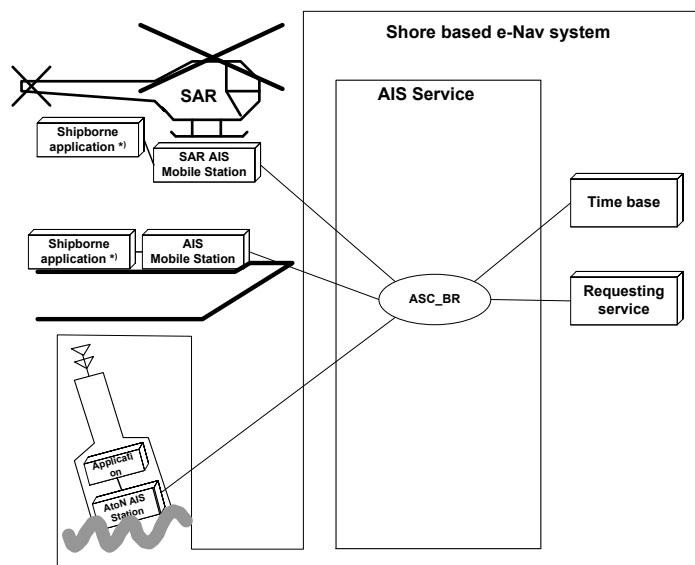 Shore based e-Nav system
SAR
AIS Service
Shipborne
application *)
SAR AIS
Mobile Station
Time base
Shipborne
application *)
AIS
Mobile Station
ASC_BR
Requesting
service
Applicati
on
AtoN AIS
Station